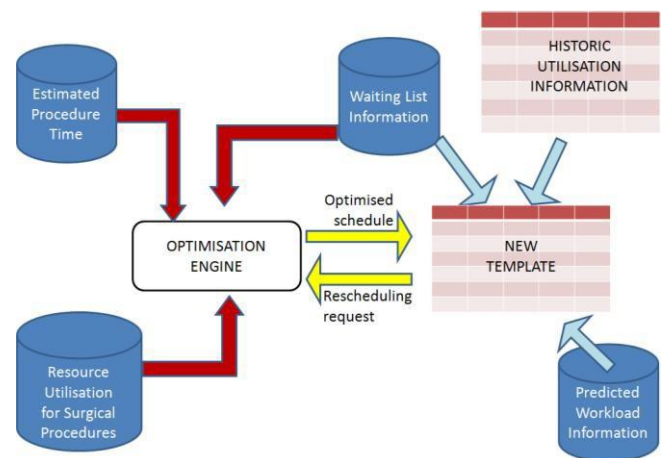 Estimated
Procedure
Time
Waiting List
Information
HISTORIC
UTILISATION
INFORMATION
OPTIMISATION
ENGINE
Optimised
schedule
Rescheduling
request
NEW
TEMPLATE
Resource
Utilisation
for Surgical
Procedures
Predicted
Workload
Information